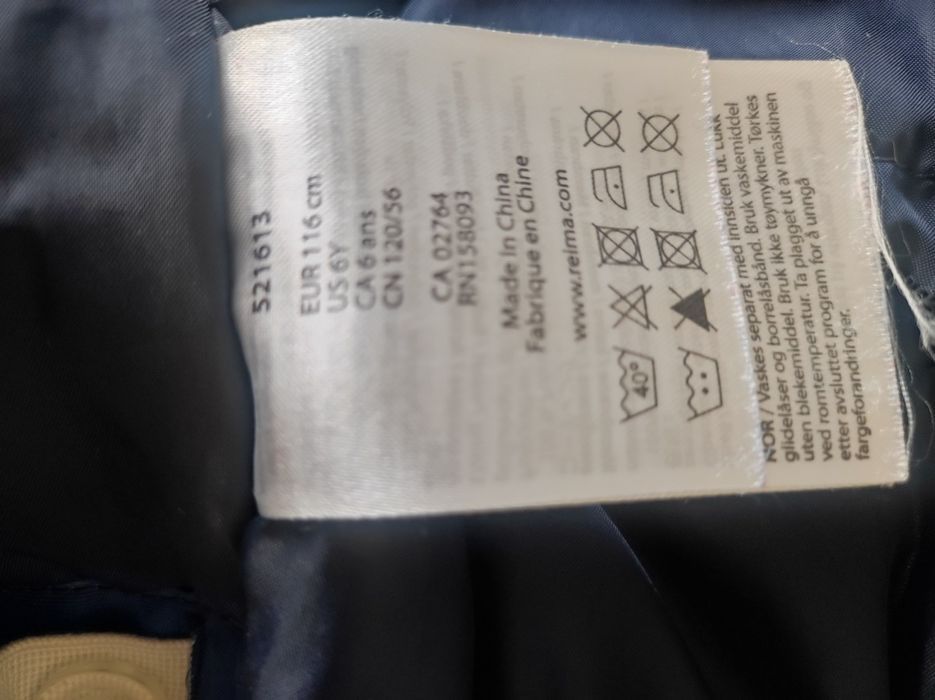 521613
EUR 116 cm
US 6Y
CA 6 ans
CN 120/56
CA 02764
RN158093
Made in China
Fabriqué en Chine
www.reima.com
40°
NOR / Vaskes separat med innsiden ut. Lukk
glidelåser og borrelåsbånd. Bruk vaskemiddel
uten blekemiddel. Bruk ikke tøymykner. Tørkes
ved romtemperatur. Ta plagget ut av maskinen
etter avsluttet program for å unngå
fargeforandringer.